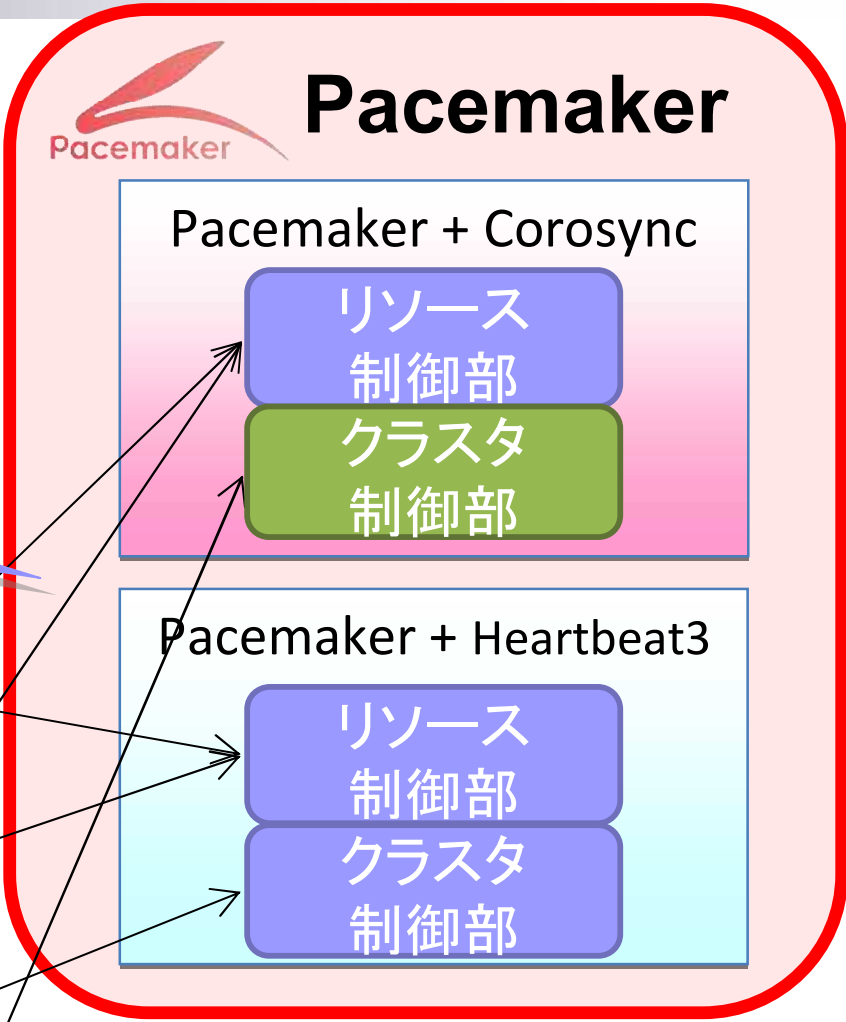 Pacemaker
Pacemaker
Pacemaker + Corosync
リソース
制御部
クラスタ
制御部
Pacemaker + Heartbeat3
リソース
制御部
クラスタ
制御部